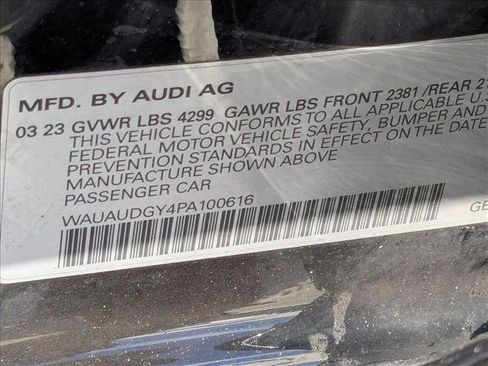 MFD. BY AUDI AG
03 23 GVWR LBS 4299 GAWR LBS FRONT 2381 /REAR 21
THIS VEHICLE CONFORMS TO ALL APPLICABLE U.S
FEDERAL MOTOR VEHICLE SAFETY, BUMPER AND
PREVENTION STANDARDS IN EFFECT ON THE DATE
MANUFACTURE SHOWN ABOVE
PASSENGER CAR
WAUAUDGY4PA100616
GE